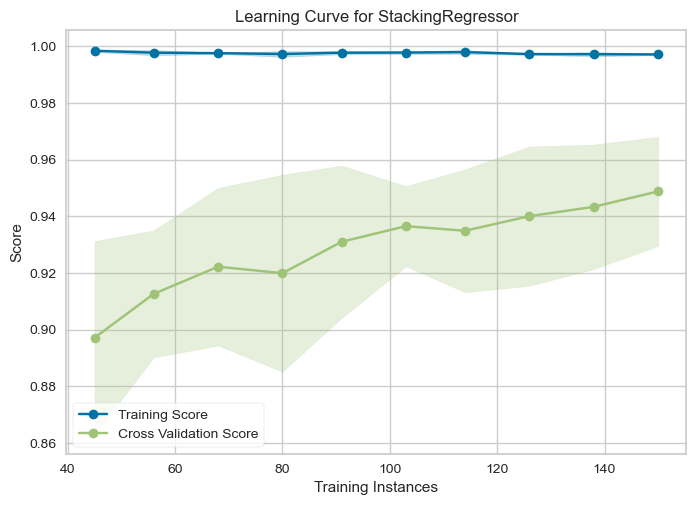 Learning Curve for StackingRegressor
1.00
0.98
0.96
0.94
0.92
0.90
0.88
0.86
Score
Training Score
Cross Validation Score
40 60 80 100 120 140
Training Instances